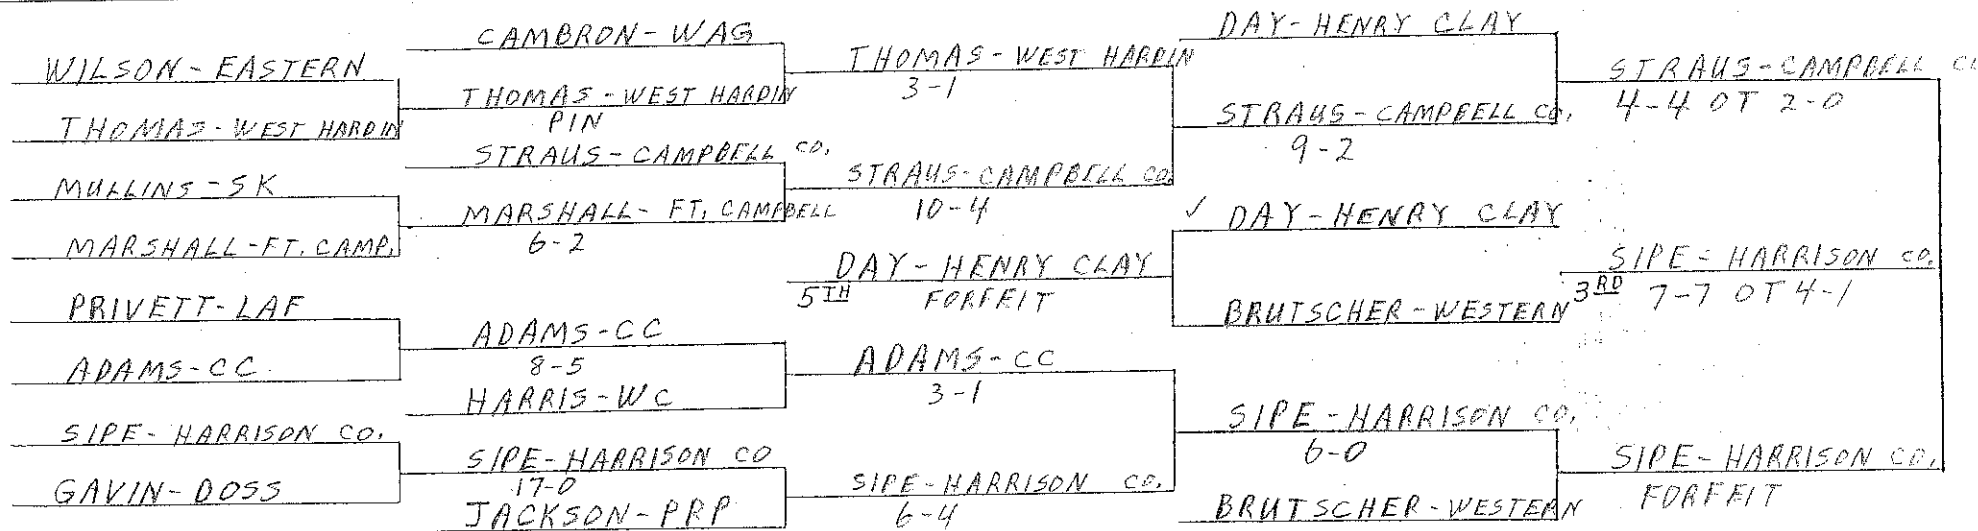 WILSON - EASTERN
THOMAS - WEST HARDIN
MULLINS - SK
MARSHALL - FT. CAMP.
PRIVETT - LAF
ADAMS - CC
SIPE - HARRISON CO.
GAVIN - DOSS
CAMBRON - WAG
THOMAS - WEST HARDIN
PIN
STRAUS - CAMPBELL CO.
MARSHALL - FT. CAMPBELL
6-2
ADAMS - CC
8-5
HARRIS - WC
SIPE - HARRISON CO
17-0
JACKSON - PRP
THOMAS - WEST HARDIN
3-1
STRAUS - CAMPBELL CO.
10-4
DAY - HENRY CLAY
5TH FORFEIT
ADAMS - CC
3-1
SIPE - HARRISON CO.
6-4
DAY - HENRY CLAY
STRAUS - CAMPBELL CO.
9-2
✓ DAY - HENRY CLAY
BRUTSCHER - WESTERN
SIPE - HARRISON CO.
6-0
BRUTSCHER - WESTERN
STRAUS - CAMPBELL
4-4 OT 2-0
SIPE - HARRISON CO.
3RD 7-7 OT 4-1
SIPE - HARRISON CO.
FORFEIT